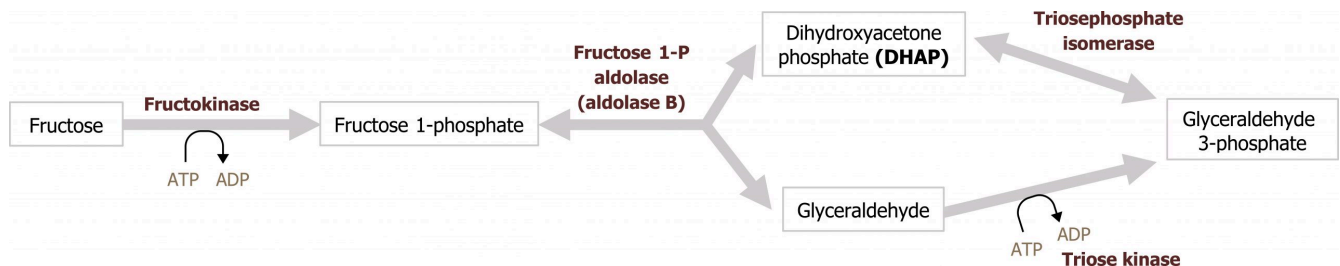 Fructose
Fructokinase
ATP ADP
Fructose 1-phosphate
Fructose 1-P
aldolase
(aldolase B)
Dihydroxyacetone
phosphate (DHAP)
Triosephosphate
isomerase
Glyceraldehyde
ATP ADP
Triose kinase
Glyceraldehyde
3-phosphate